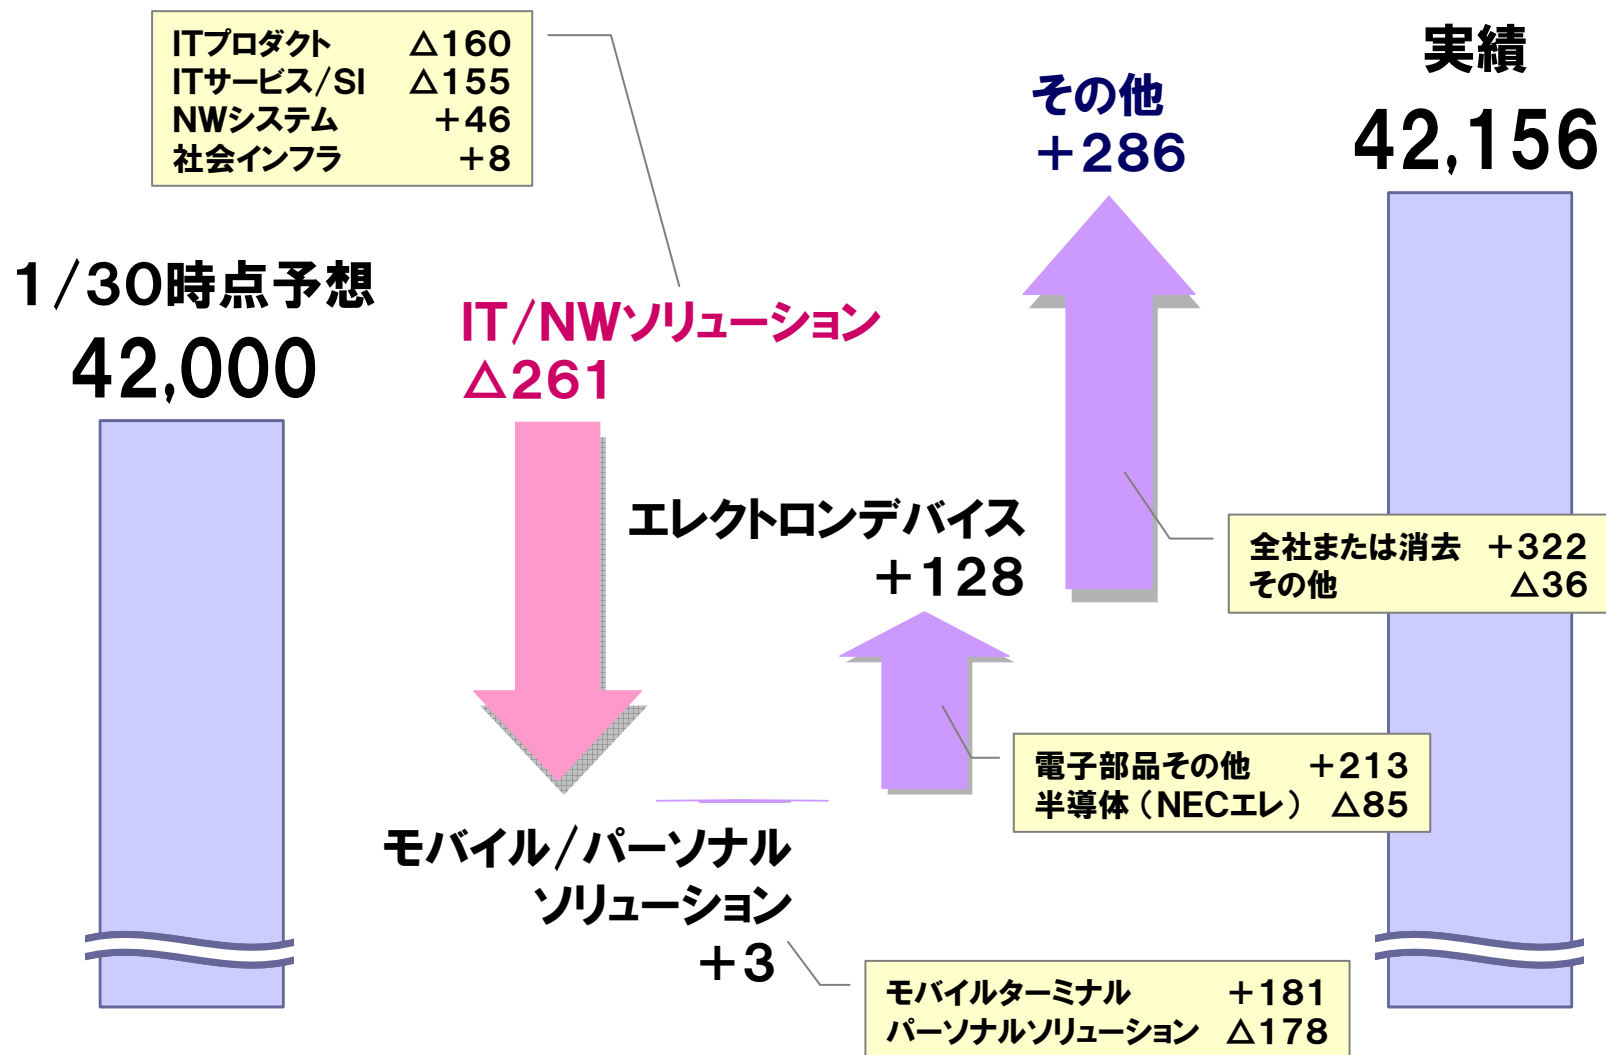 ITプロダクト △160
ITサービス/SI △155
NWシステム +46
社会インフラ +8
1/30時点予想
42,000
IT/NWソリューション
△261
モバイル/パーソナル
ソリューション
+3
モバイルターミナル +181
パーソナルソリューション △178
エレクトロンデバイス
+128
電子部品その他 +213
半導体(NECエレ) △85
その他
+286
全社または消去 +322
その他 △36
実績
42,156